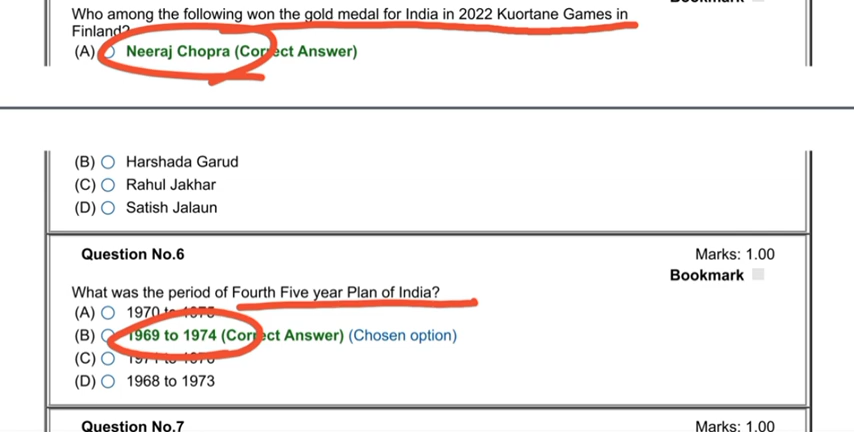 Who among the following won the gold medal for India in 2022 Kuortane Games in
Finland?
(A) Neeraj Chopra (Correct Answer)
(B) Harshada Garud
(C) Rahul Jakhar
(D) Satish Jalaun
Question No.6 Marks: 1.00
Bookmark
What was the period of Fourth Five year Plan of India?
(A) 1970 to 1975
(B) 1969 to 1974 (Correct Answer) (Chosen option)
(C)
(D) 1968 to 1973
Question No.7 Marks: 1.00